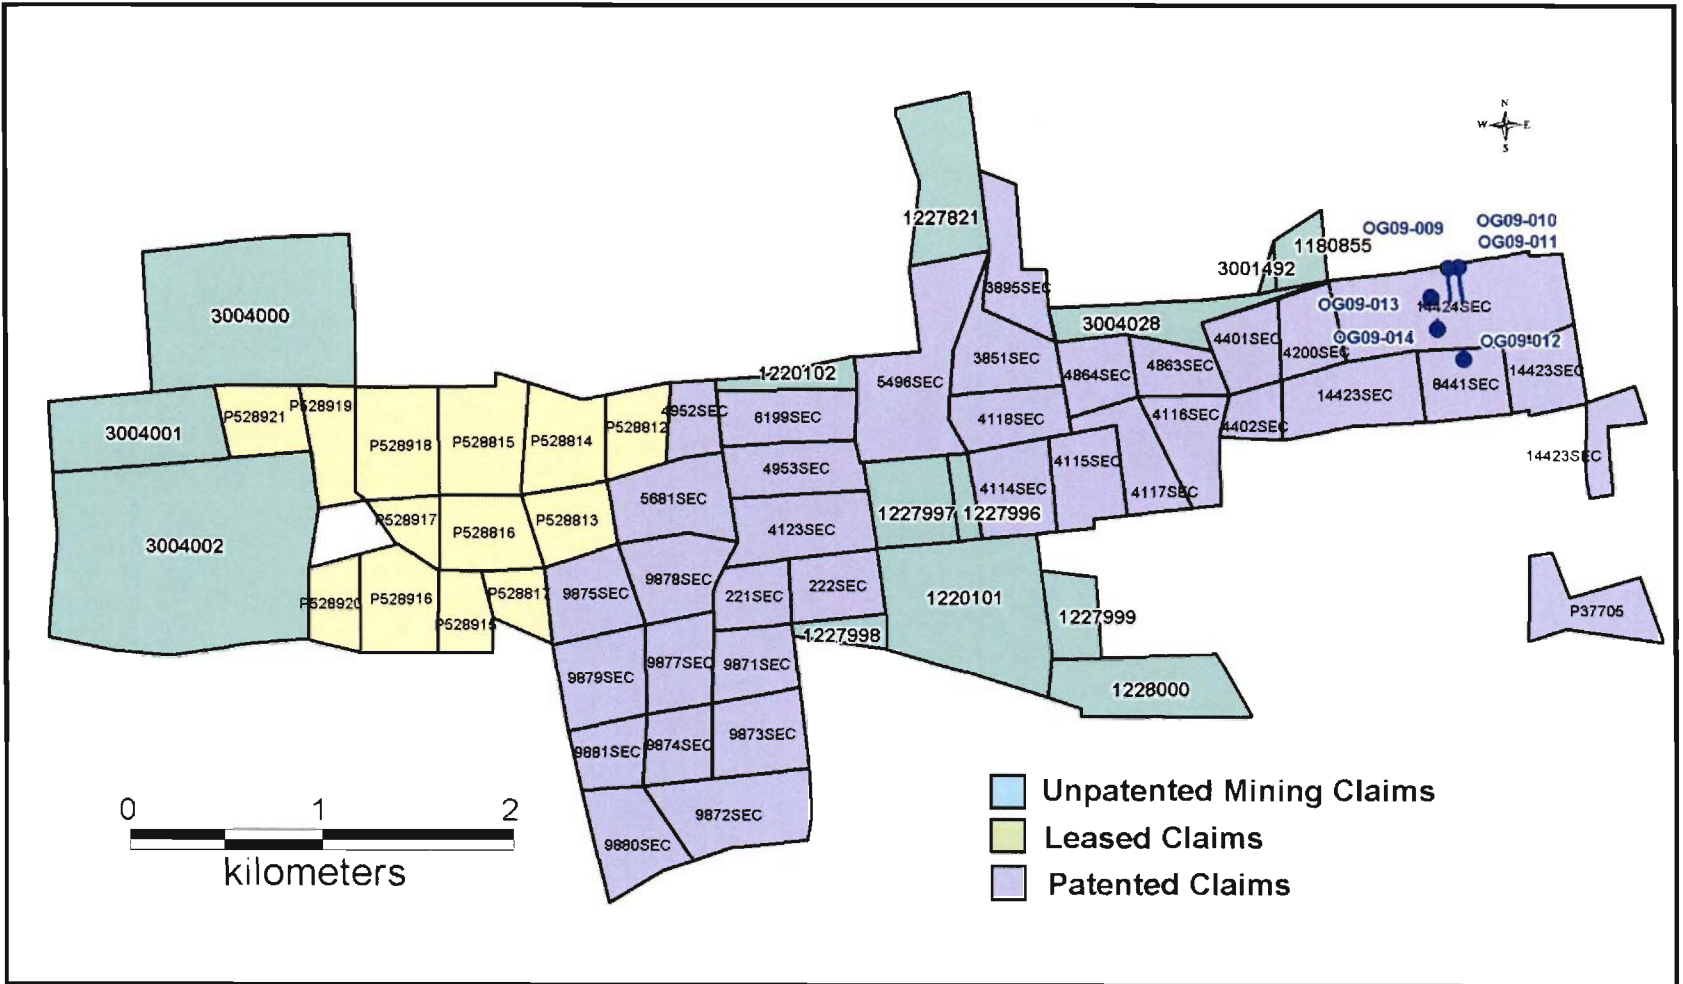 N
W E
S
1227821
OG09-009
OG09-010
OG09-011
1180855
3001492
3895SEC
3004000
OG09-013
14424SEC
3004028
4401SEC
OG09-014
OG09-012
4200SEC
3851SEC
4864SEC
4863SEC
1220102
5496SEC
14423SEC
8441SEC
14423SEC
P528921
P528919
4952SEC
6199SEC
4118SEC
4116SEC
4402SEC
3004001
P528918
P528815
P528814
P528812
14423SEC
4953SEC
4115SEC
4114SEC
4117SEC
5681SEC
1227997
1227996
P528917
P528816
P528813
4123SEC
3004002
9878SEC
222SEC
9875SEC
221SEC
1220101
P528920
P528916
P528817
P528915
P37705
1227999
1227998
9877SEC
9871SEC
9879SEC
1228000
9881SEC
9874SEC
9873SEC
Unpatented Mining Claims
0 1 2
kilometers
9872SEC
9880SEC
Leased Claims
Patented Claims